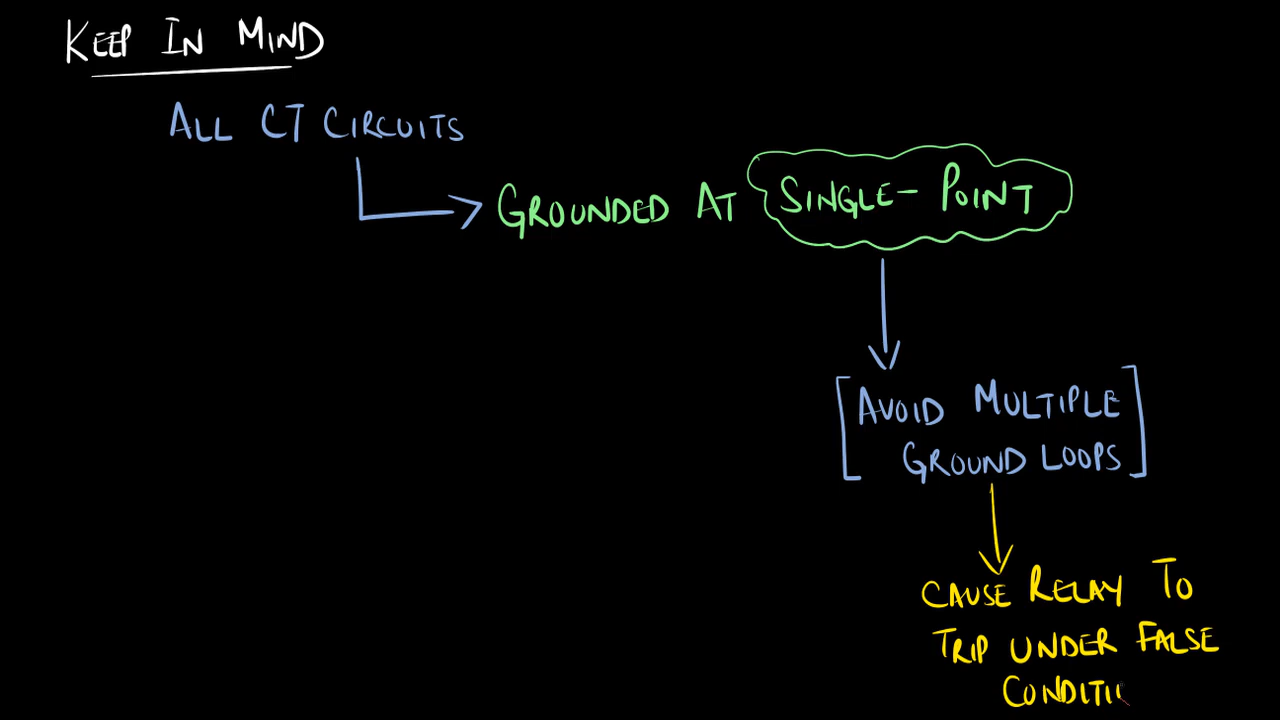 KEEP IN MIND
ALL CT CIRCUITS
GROUNDED AT SINGLE-POINT
[AVOID MULTIPLE
GROUND LOOPS]
CAUSE RELAY TO
TRIP UNDER FALSE
CONDITI